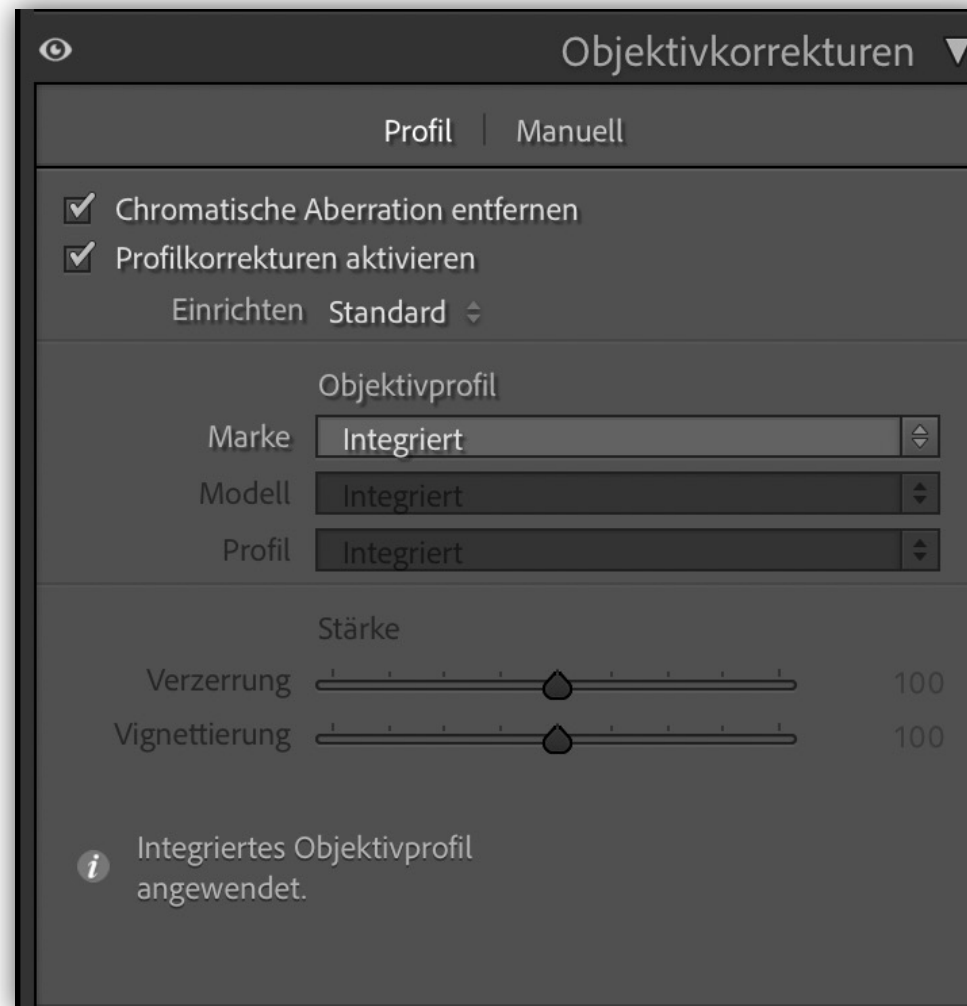 Objektivkorrekturen
Profil | Manuell
Chromatische Aberration entfernen
Profilkorrekturen aktivieren
Einrichten Standard
Objektivprofil
Marke Integriert
Modell Integriert
Profil Integriert
Stärke
Verzerrung 100
Vignettierung 100
Integriertes Objektivprofil
angewendet.